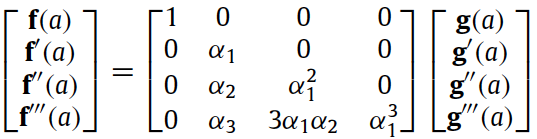 f(a) 1 0 0 0 g(a)
f′(a) = 0 α₁ 0 0 g′(a)
f″(a) 0 α₂ α₁² 0 g″(a)
f‴(a) 0 α₃ 3α₁α₂ α₁³ g‴(a)